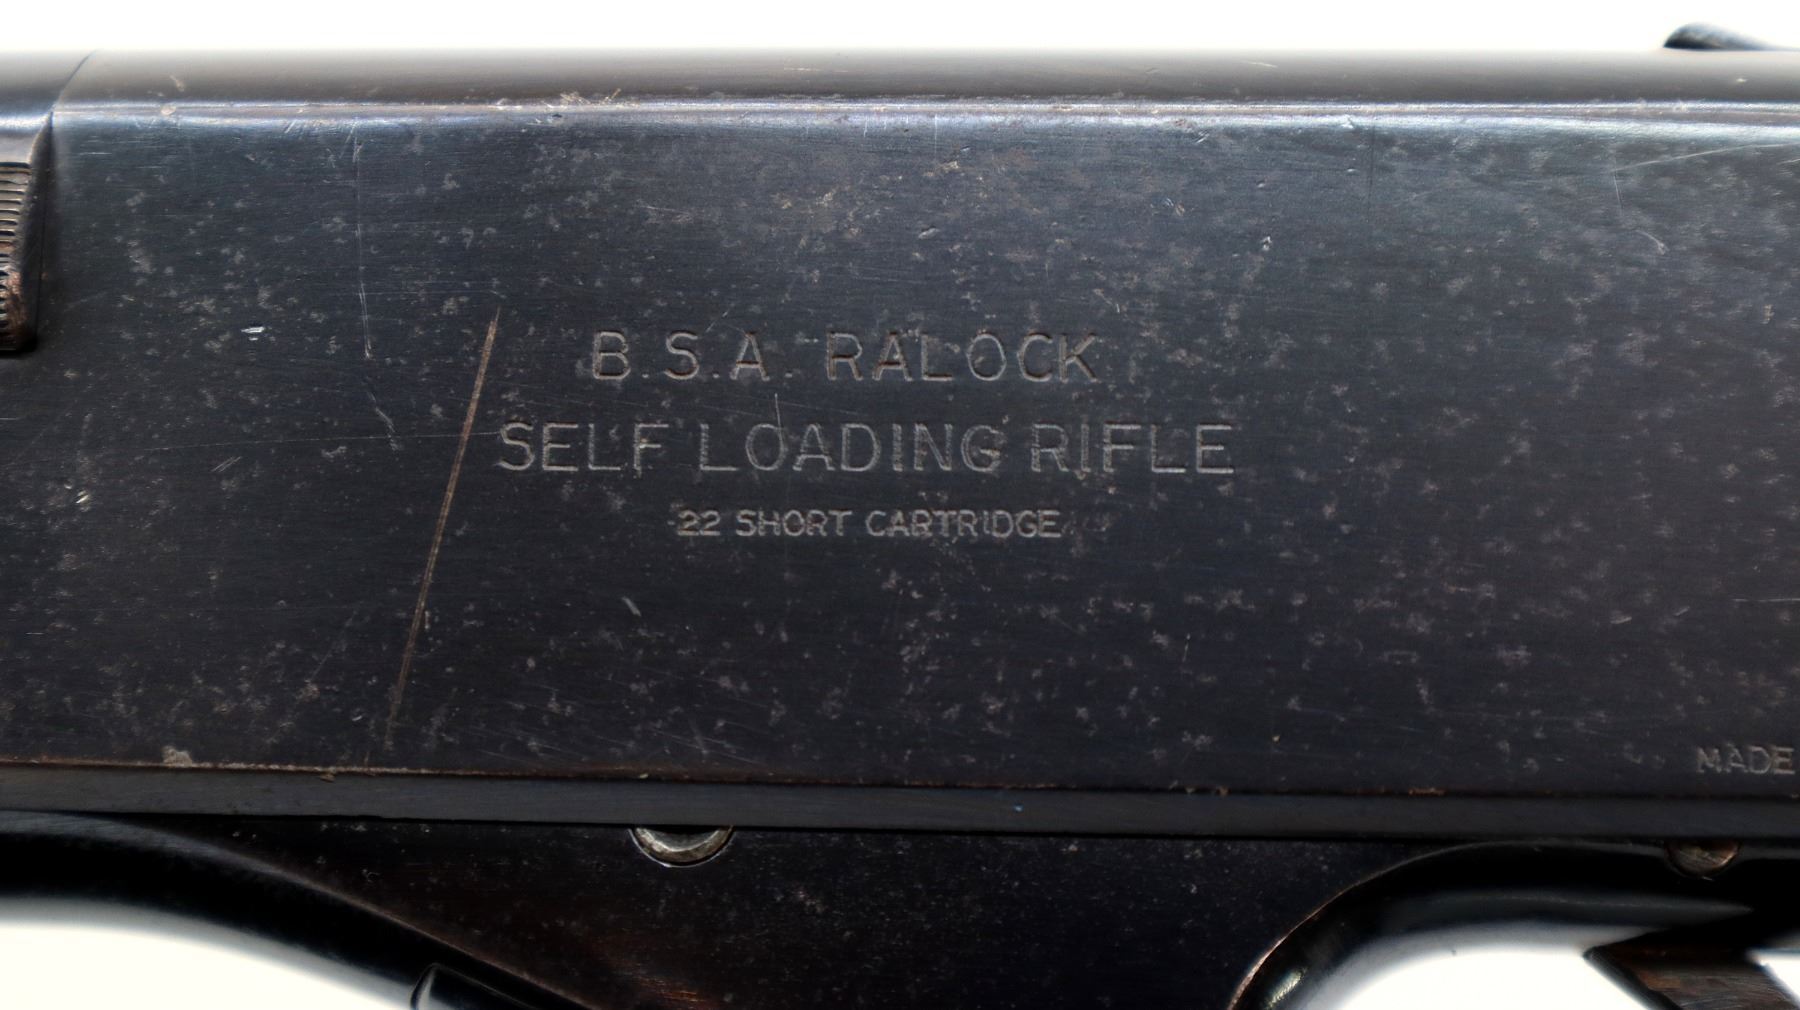 B.S.A. RALOCK
SELF LOADING RIFLE
·22 SHORT CARTRIDGE
MADE